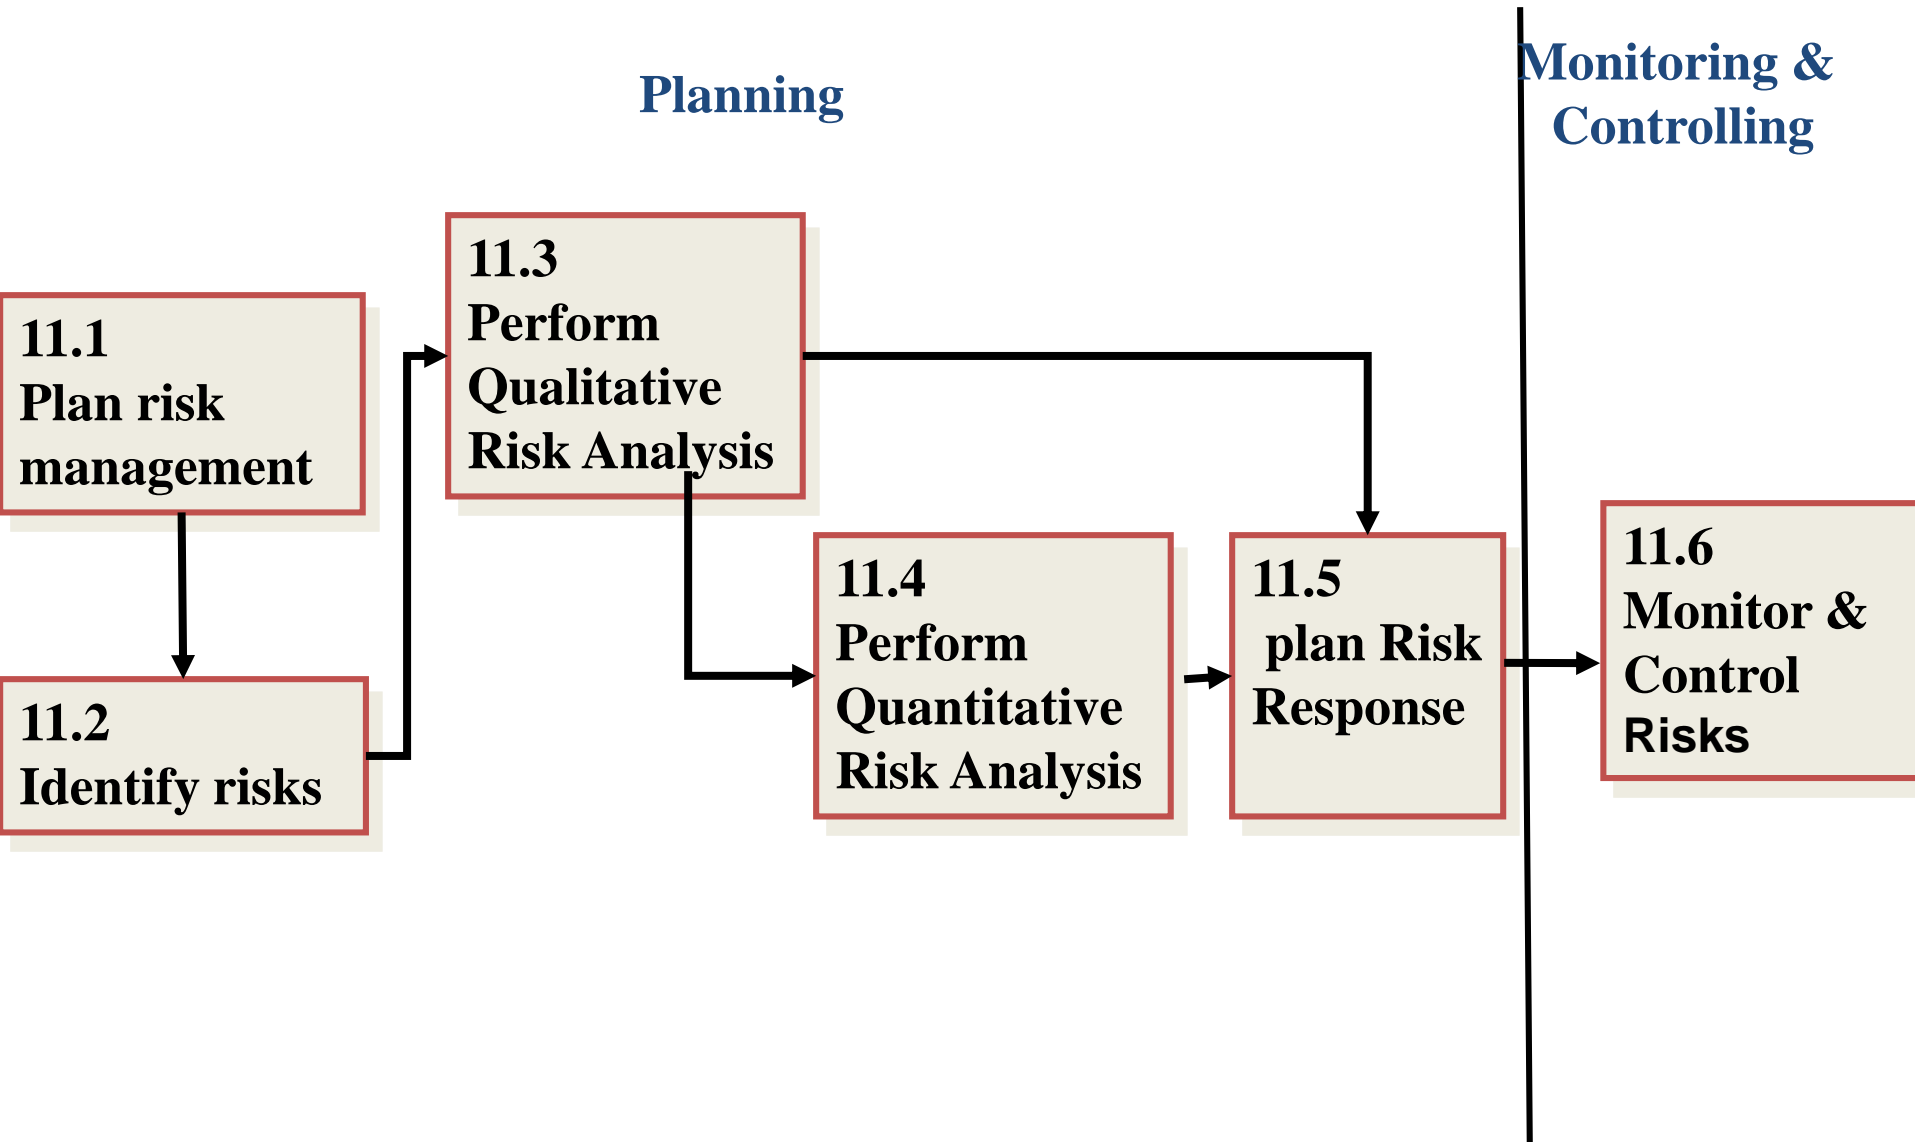 Planning
Monitoring &
Controlling
11.1
Plan risk
management
11.2
Identify risks
11.3
Perform
Qualitative
Risk Analysis
11.4
Perform
Quantitative
Risk Analysis
11.5
plan Risk
Response
11.6
Monitor &
Control
Risks